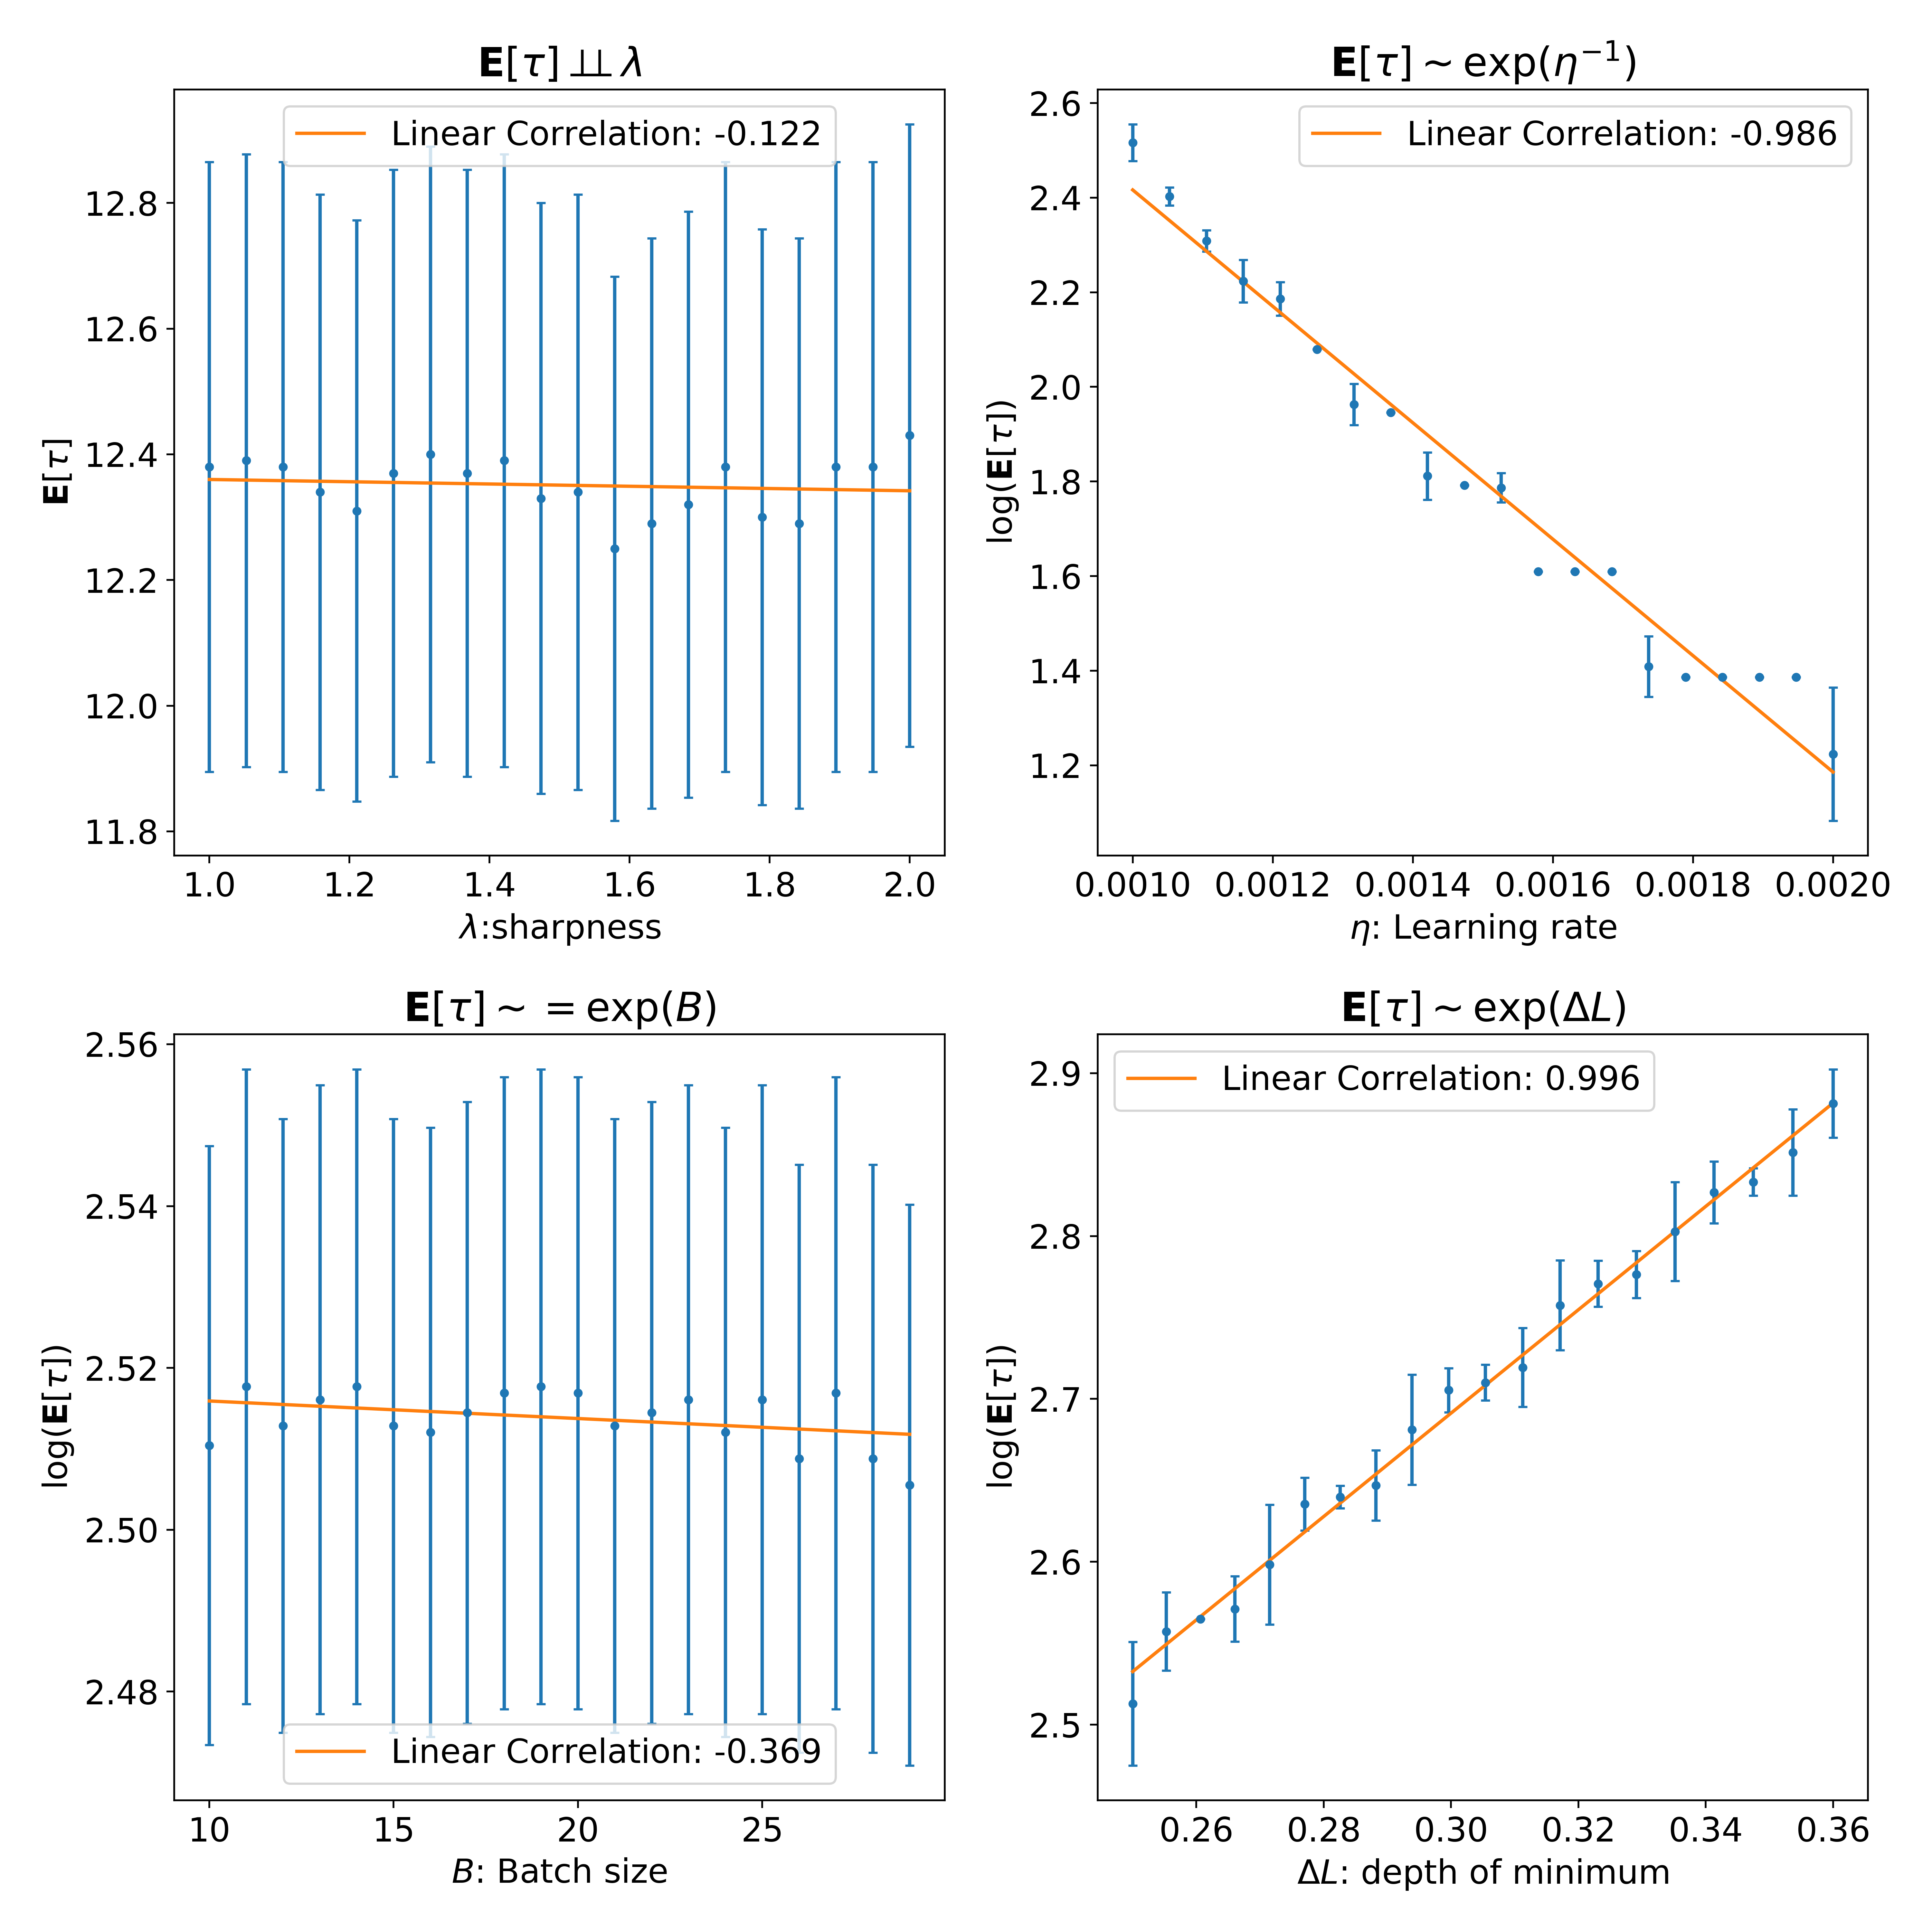 E[τ] ⊥⊥ λ
Linear Correlation: -0.122
E[τ]
12.8
12.6
12.4
12.2
12.0
11.8
1.0 1.2 1.4 1.6 1.8 2.0
λ:sharpness
E[τ] ~ exp(η⁻¹)
Linear Correlation: -0.986
log(E[τ])
2.6
2.4
2.2
2.0
1.8
1.6
1.4
1.2
0.0010 0.0012 0.0014 0.0016 0.0018 0.0020
η: Learning rate
E[τ] ~ = exp(B)
2.56
2.54
2.52
2.50
2.48
log(E[τ])
Linear Correlation: -0.369
10 15 20 25
B: Batch size
E[τ] ~ exp(ΔL)
Linear Correlation: 0.996
log(E[τ])
2.9
2.8
2.7
2.6
2.5
0.26 0.28 0.30 0.32 0.34 0.36
ΔL: depth of minimum